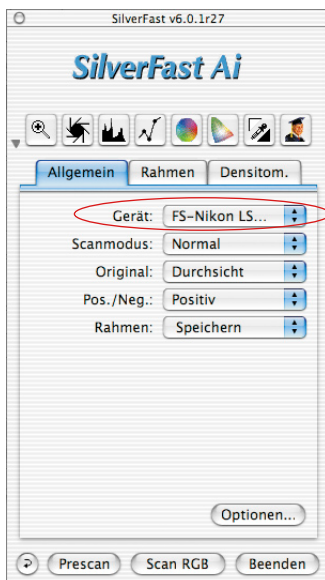 SilverFast v6.0.1r27
SilverFast Ai
Allgemein Rahmen Densitom.
Gerät: FS-Nikon LS...
Scanmodus: Normal
Original: Durchsicht
Pos./Neg.: Positiv
Rahmen: Speichern
Optionen...
Prescan Scan RGB Beenden